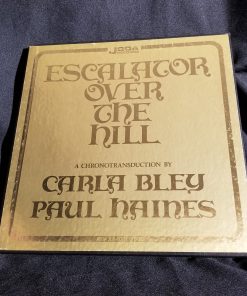 JCOA
ESCALATOR
OVER
THE
HILL
A CHRONOTRANSDUCTION BY
CARLA BLEY
PAUL HAINES